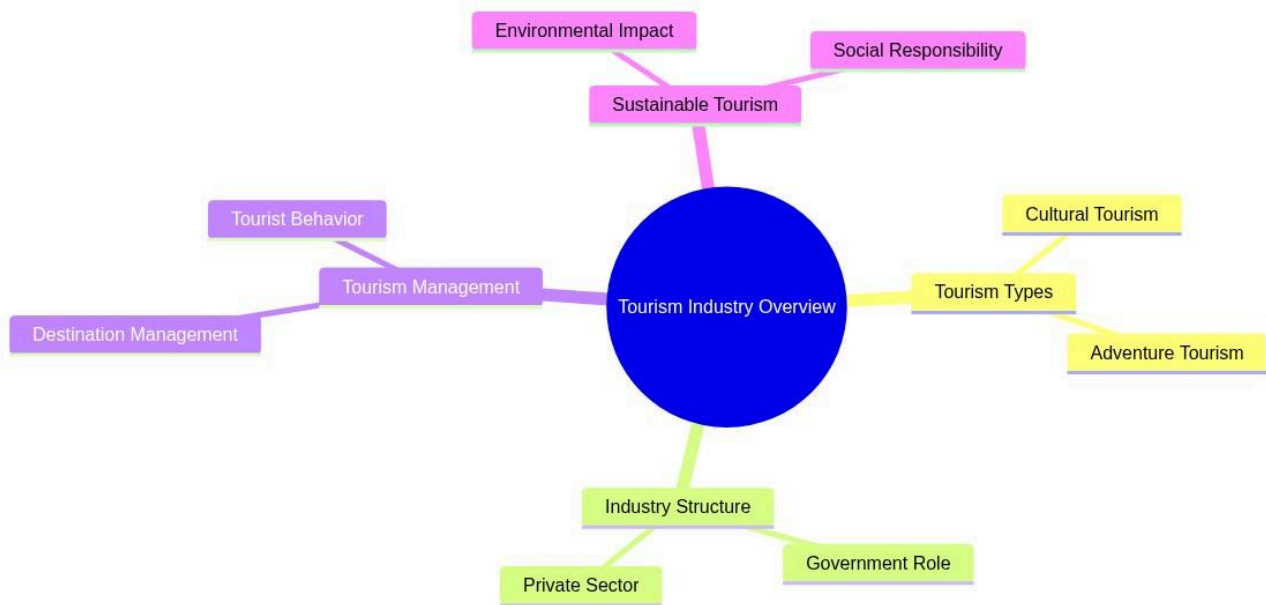 Environmental Impact
Social Responsibility
Sustainable Tourism
Cultural Tourism
Tourist Behavior
Tourism Management
Tourism Types
Tourism Industry Overview
Destination Management
Adventure Tourism
Industry Structure
Government Role
Private Sector